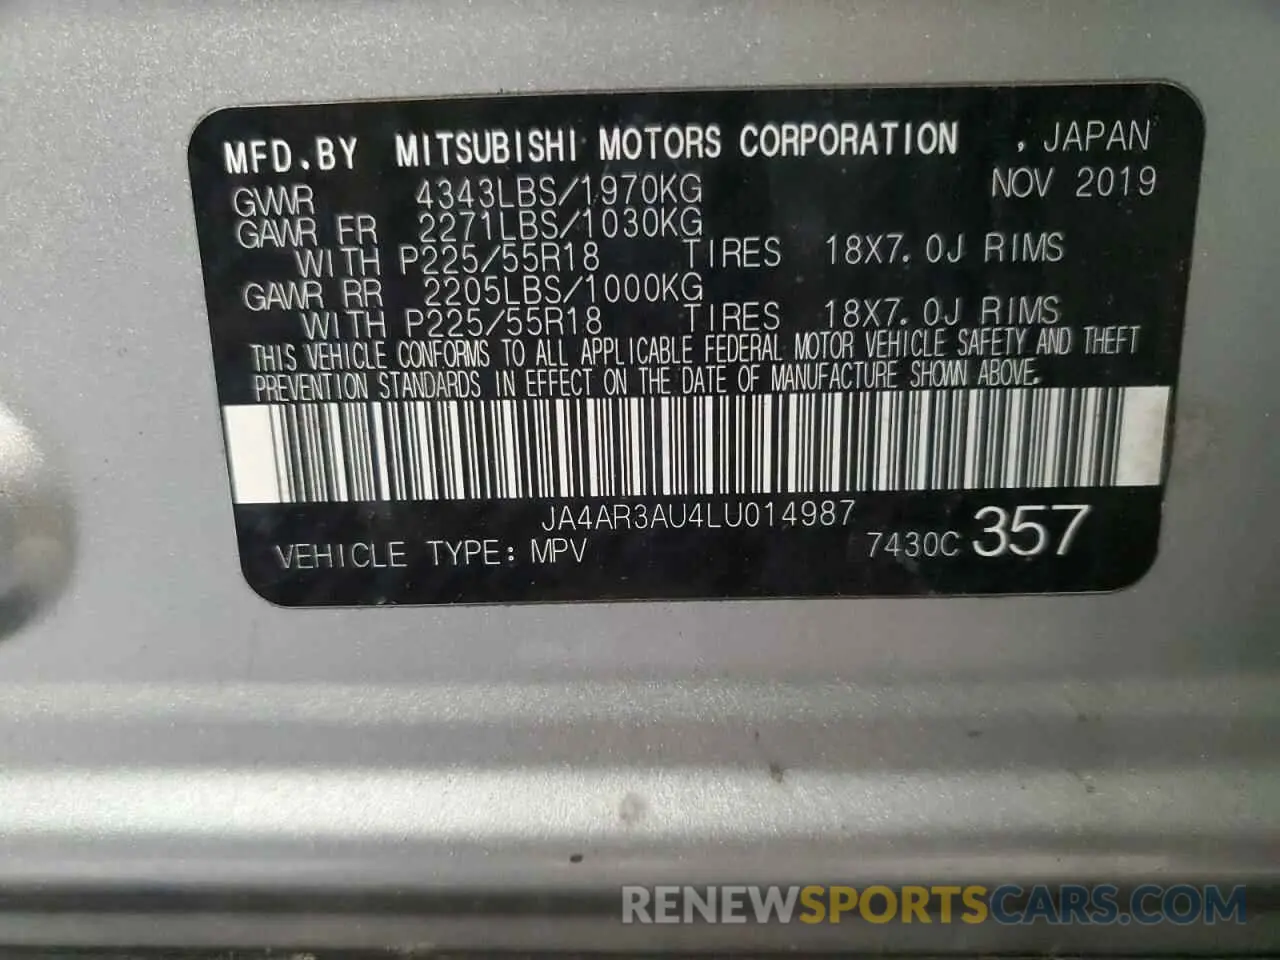 MFD.BY MITSUBISHI MOTORS CORPORATION , JAPAN
GVWR 4343LBS/1970KG NOV 2019
GAWR FR 2271LBS/1030KG
WITH P225/55R18 TIRES 18X7.0J RIMS
GAWR RR 2205LBS/1000KG
WITH P225/55R18 TIRES 18X7.0J RIMS
THIS VEHICLE CONFORMS TO ALL APPLICABLE FEDERAL MOTOR VEHICLE SAFETY AND THEFT
PREVENTION STANDARDS IN EFFECT ON THE DATE OF MANUFACTURE SHOWN ABOVE.
JA4AR3AU4LU014987
VEHICLE TYPE: MPV 7430C 357
RENEWSPORTSCARS.COM